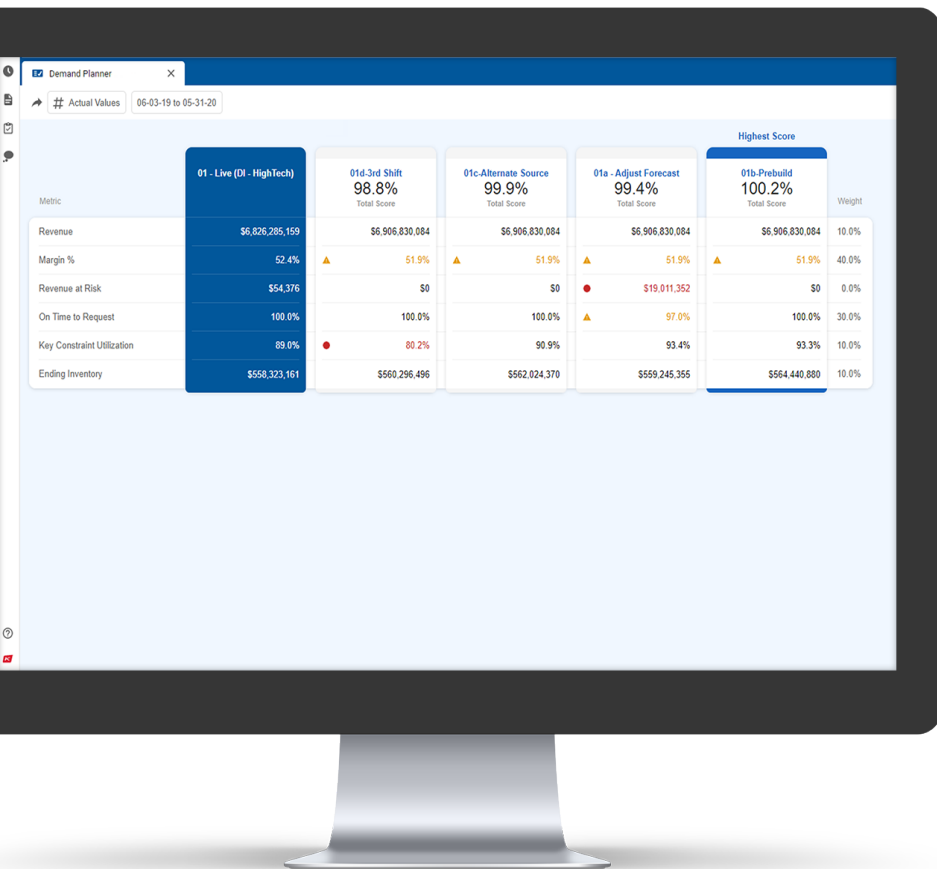 Demand Planner
# Actual Values 06-03-19 to 05-31-20
Highest Score
Metric 01 - Live (DI - HighTech) 01d-3rd Shift 98.8% Total Score 01c-Alternate Source 99.9% Total Score 01a - Adjust Forecast 99.4% Total Score 01b-Prebuild 100.2% Total Score Weight
Revenue $6,826,285,159 $6,906,830,084 $6,906,830,084 $6,906,830,084 $6,906,830,084 10.0%
Margin % 52.4% 51.9% 51.9% 51.9% 51.9% 40.0%
Revenue at Risk $54,376 $0 $0 $19,011,352 $0 0.0%
On Time to Request 100.0% 100.0% 100.0% 97.0% 100.0% 30.0%
Key Constraint Utilization 89.0% 80.2% 90.9% 93.4% 93.3% 10.0%
Ending Inventory $558,323,161 $560,296,496 $562,024,370 $559,245,355 $564,440,880 10.0%